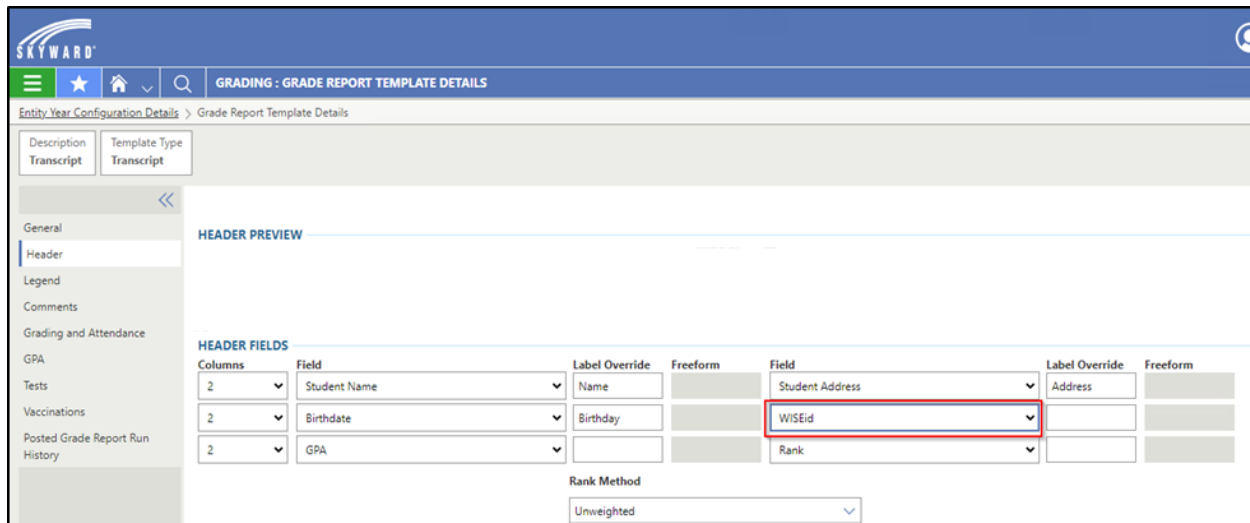 SKYWARD
GRADING : GRADE REPORT TEMPLATE DETAILS
Entity Year Configuration Details > Grade Report Template Details
Description Template Type
Transcript Transcript
General
Header
Legend
Comments
Grading and Attendance
GPA
Tests
Vaccinations
Posted Grade Report Run
History
HEADER PREVIEW
HEADER FIELDS
Columns Field Label Override Freeform Field Label Override Freeform
2 Student Name Name Student Address Address
2 Birthdate Birthday WISEid
2 GPA Rank
Rank Method
Unweighted